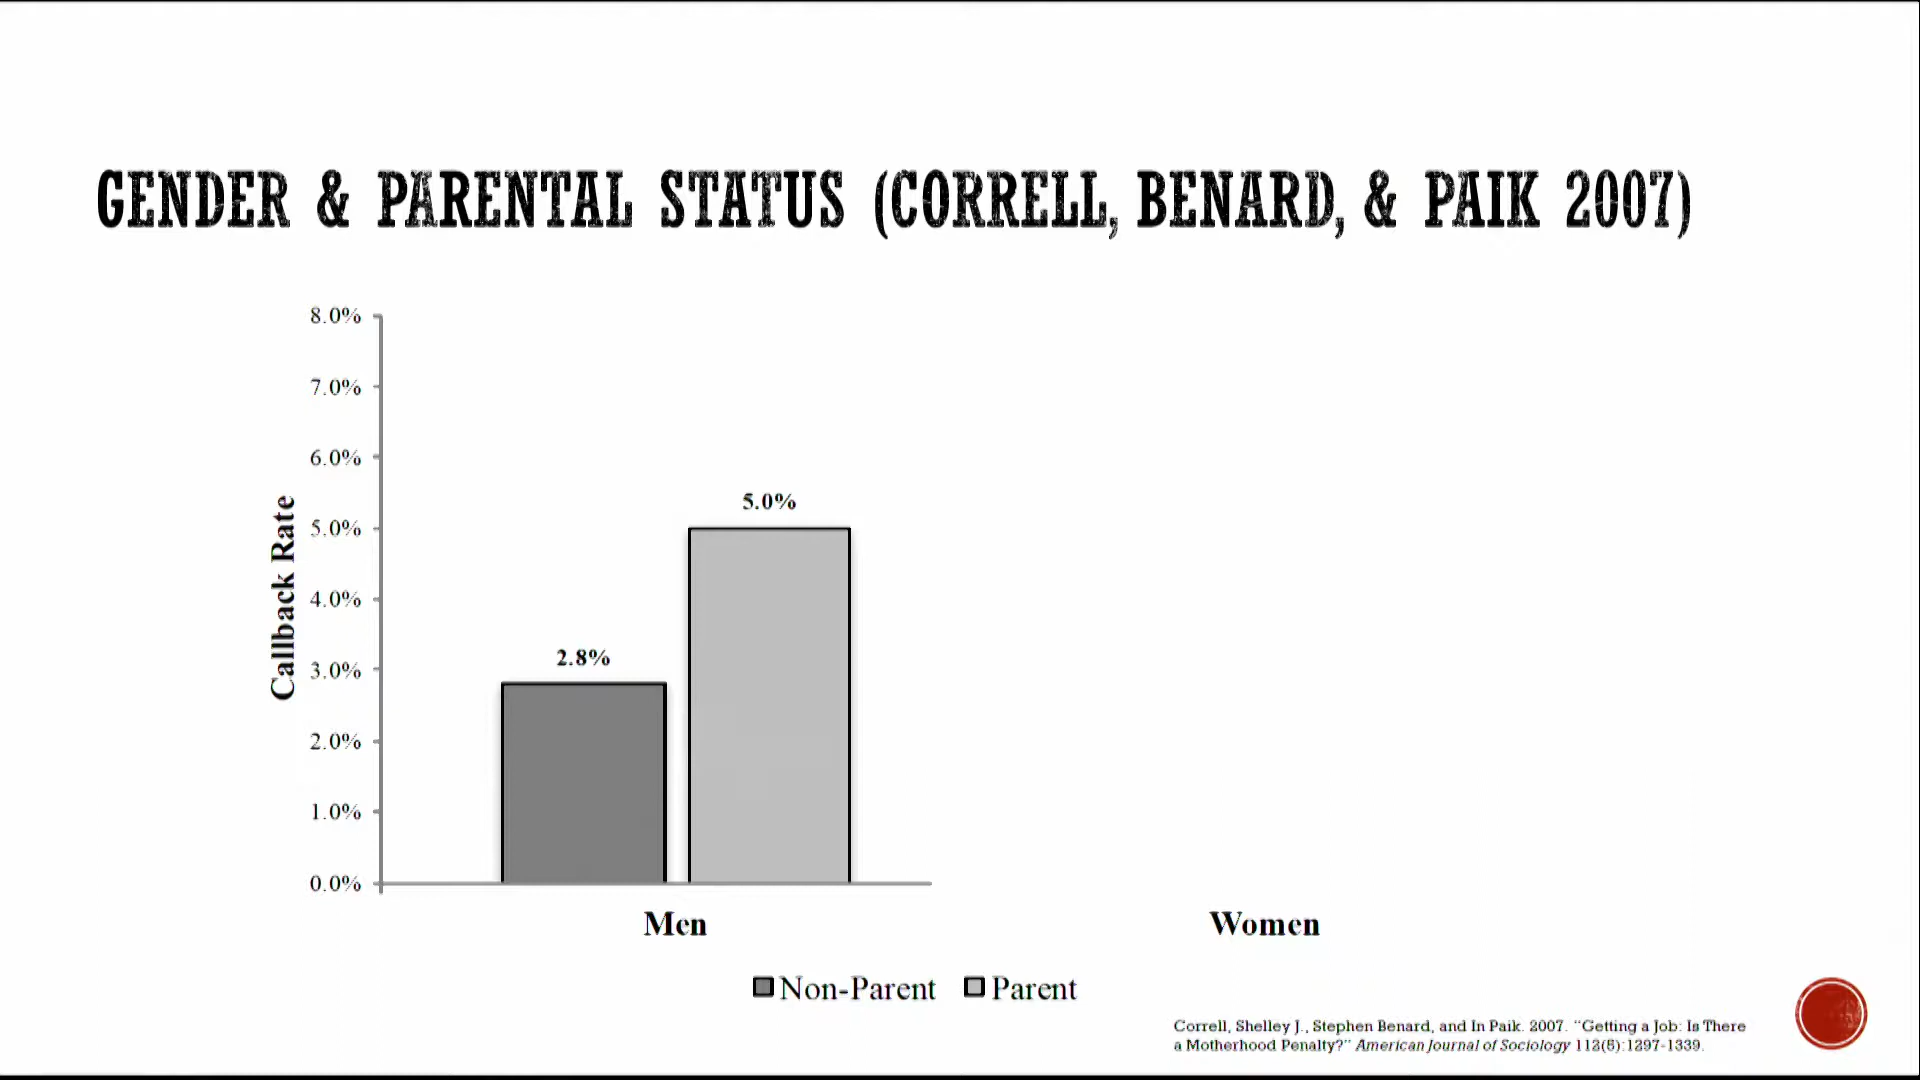 GENDER & PARENTAL STATUS (CORRELL, BENARD, & PAIK 2007)
8.0%
7.0%
6.0%
5.0%
4.0%
3.0%
2.0%
1.0%
0.0%
Callback Rate
2.8%
5.0%
Men
Women
Non-Parent
Parent
Correll, Shelley J., Stephen Benard, and In Paik. 2007. "Getting a Job: Is There
a Motherhood Penalty?" American Journal of Sociology 112(5):1297-1339.